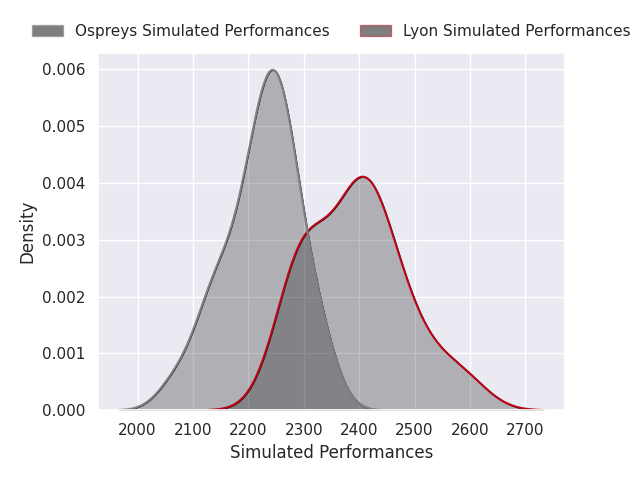 Ospreys Simulated Performances Lyon Simulated Performances
0.006
0.005
0.004
0.003
0.002
0.001
0.000
Density
2000 2100 2200 2300 2400 2500 2600 2700
Simulated Performances